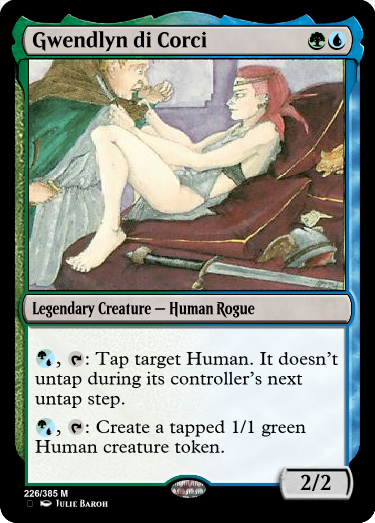 Gwendlyn di Corci
Legendary Creature — Human Rogue
, : Tap target Human. It doesn't
untap during its controller's next
untap step.
, : Create a tapped 1/1 green
Human creature token.
2/2
226/385 M
Julie Baroh